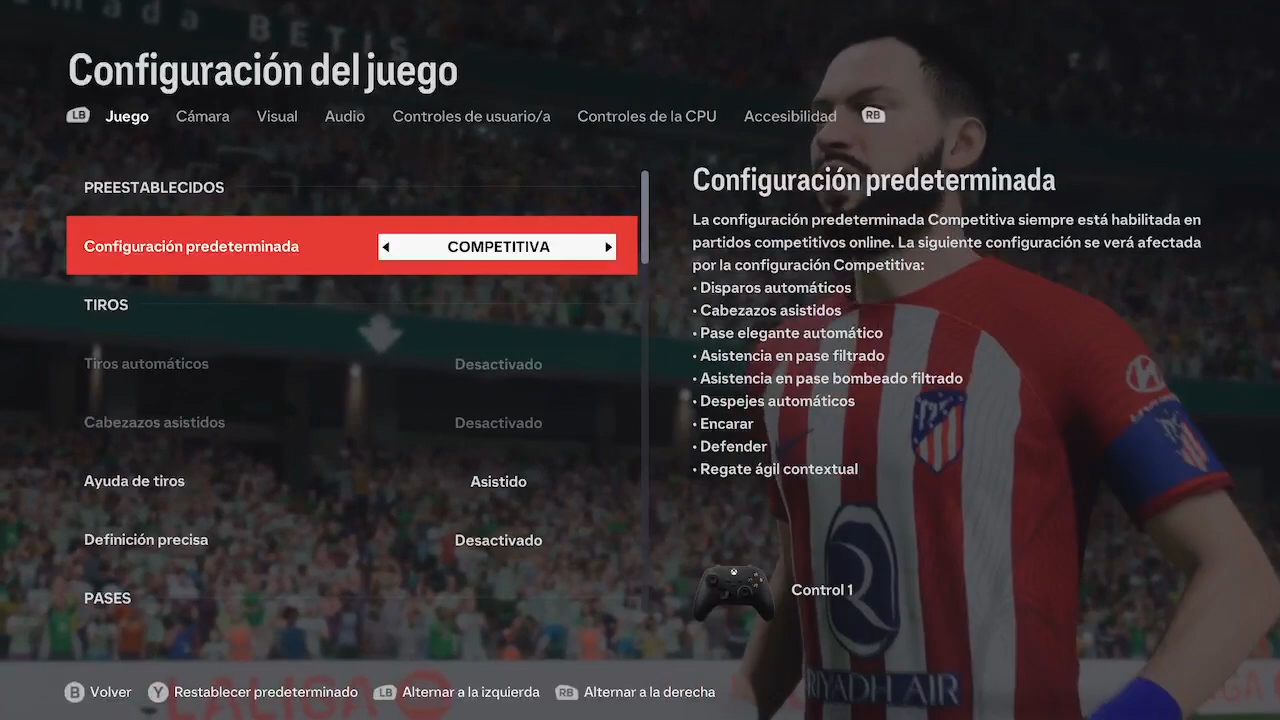 BETIS
Configuración del juego
LB Juego Cámara Visual Audio Controles de usuario/a Controles de la CPU Accesibilidad RB
PREESTABLECIDOS
Configuración predeterminada COMPETITIVA
TIROS
Tiros automáticos Desactivado
Cabezazos asistidos Desactivado
Ayuda de tiros Asistido
Definición precisa Desactivado
PASES
Configuración predeterminada
La configuración predeterminada Competitiva siempre está habilitada en
partidos competitivos online. La siguiente configuración se verá afectada
por la configuración Competitiva:
• Disparos automáticos
• Cabezazos asistidos
• Pase elegante automático
• Asistencia en pase filtrado
• Asistencia en pase bombeado filtrado
• Despejes automáticos
• Encarar
• Defender
• Regate ágil contextual
Control 1
RIYADH AIR
B Volver Y Restablecer predeterminado LB Alternar a la izquierda RB Alternar a la derecha
LALIGA